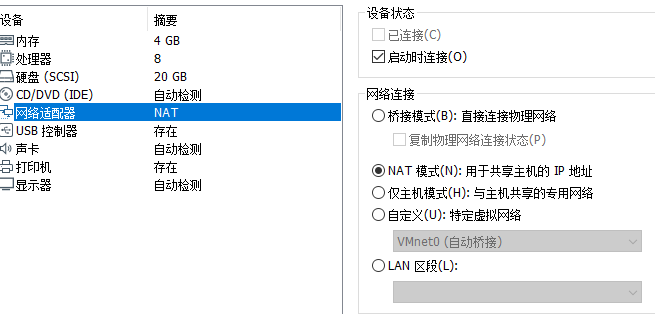 设备 摘要
内存 4 GB
处理器 8
硬盘 (SCSI) 20 GB
CD/DVD (IDE) 自动检测
网络适配器 NAT
USB 控制器 存在
声卡 自动检测
打印机 存在
显示器 自动检测
设备状态
已连接(C)
启动时连接(O)
网络连接
桥接模式(B): 直接连接物理网络
复制物理网络连接状态(P)
NAT 模式(N): 用于共享主机的 IP 地址
仅主机模式(H): 与主机共享的专用网络
自定义(U): 特定虚拟网络
VMnet0 (自动桥接)
LAN 区段(L):